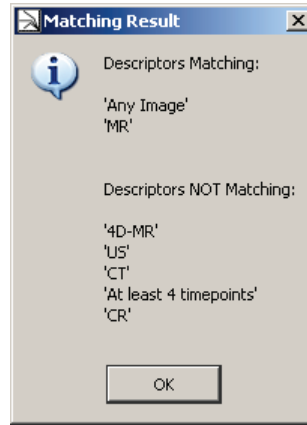 Matching Result
Descriptors Matching:
'Any Image'
'MR'
Descriptors NOT Matching:
'4D-MR'
'US'
'CT'
'At least 4 timepoints'
'CR'
OK